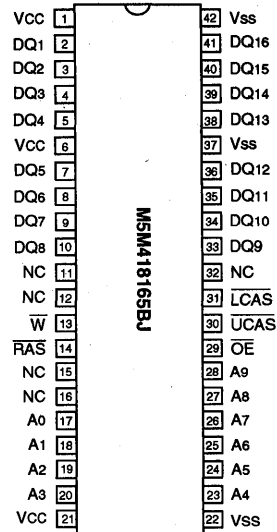 VCC 1 42 Vss
DQ1 2 41 DQ16
DQ2 3 40 DQ15
DQ3 4 39 DQ14
DQ4 5 38 DQ13
VCC 6 37 Vss
DQ5 7 36 DQ12
DQ6 8 35 DQ11
DQ7 9 34 DQ10
DQ8 10 33 DQ9
NC 11 32 NC
NC 12 31 L̅C̅A̅S̅
W̅ 13 30 U̅C̅A̅S̅
R̅A̅S̅ 14 29 O̅E̅
NC 15 28 A9
NC 16 27 A8
A0 17 26 A7
A1 18 25 A6
A2 19 24 A5
A3 20 23 A4
VCC 21 22 VSS
M5M418165BJ